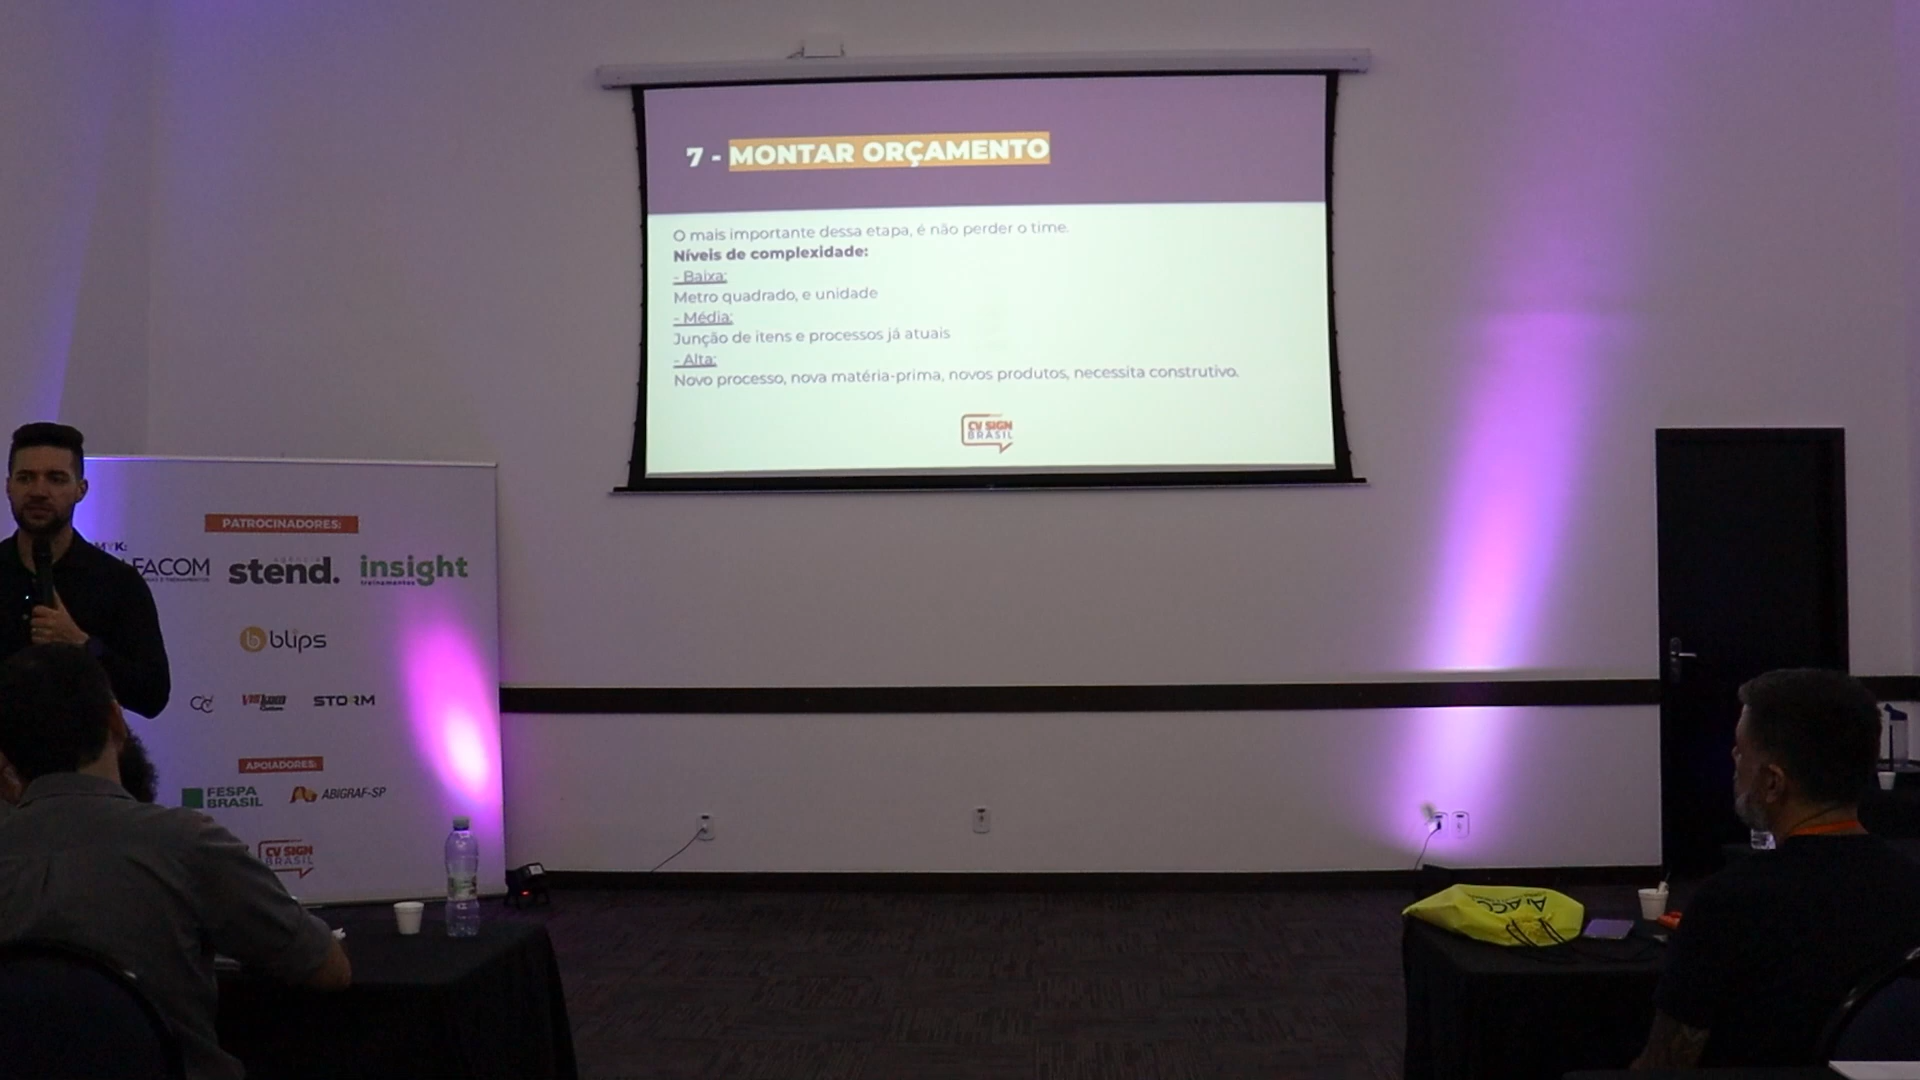 7 - MONTAR ORÇAMENTO
O mais importante dessa etapa, é não perder o time.
Níveis de complexidade:
- Baixa:
Metro quadrado, e unidade
- Média:
Junção de itens e processos já atuais
- Alta:
Novo processo, nova matéria-prima, novos produtos, necessita construtivo.
CV SIGN
BRASIL
PATROCINADORES:
FACOM
stend.
insight
treinamentos
blips
STORM
APOIADORES:
FESPA
BRASIL
ABIGRAF-SP
CV SIGN
BRASIL